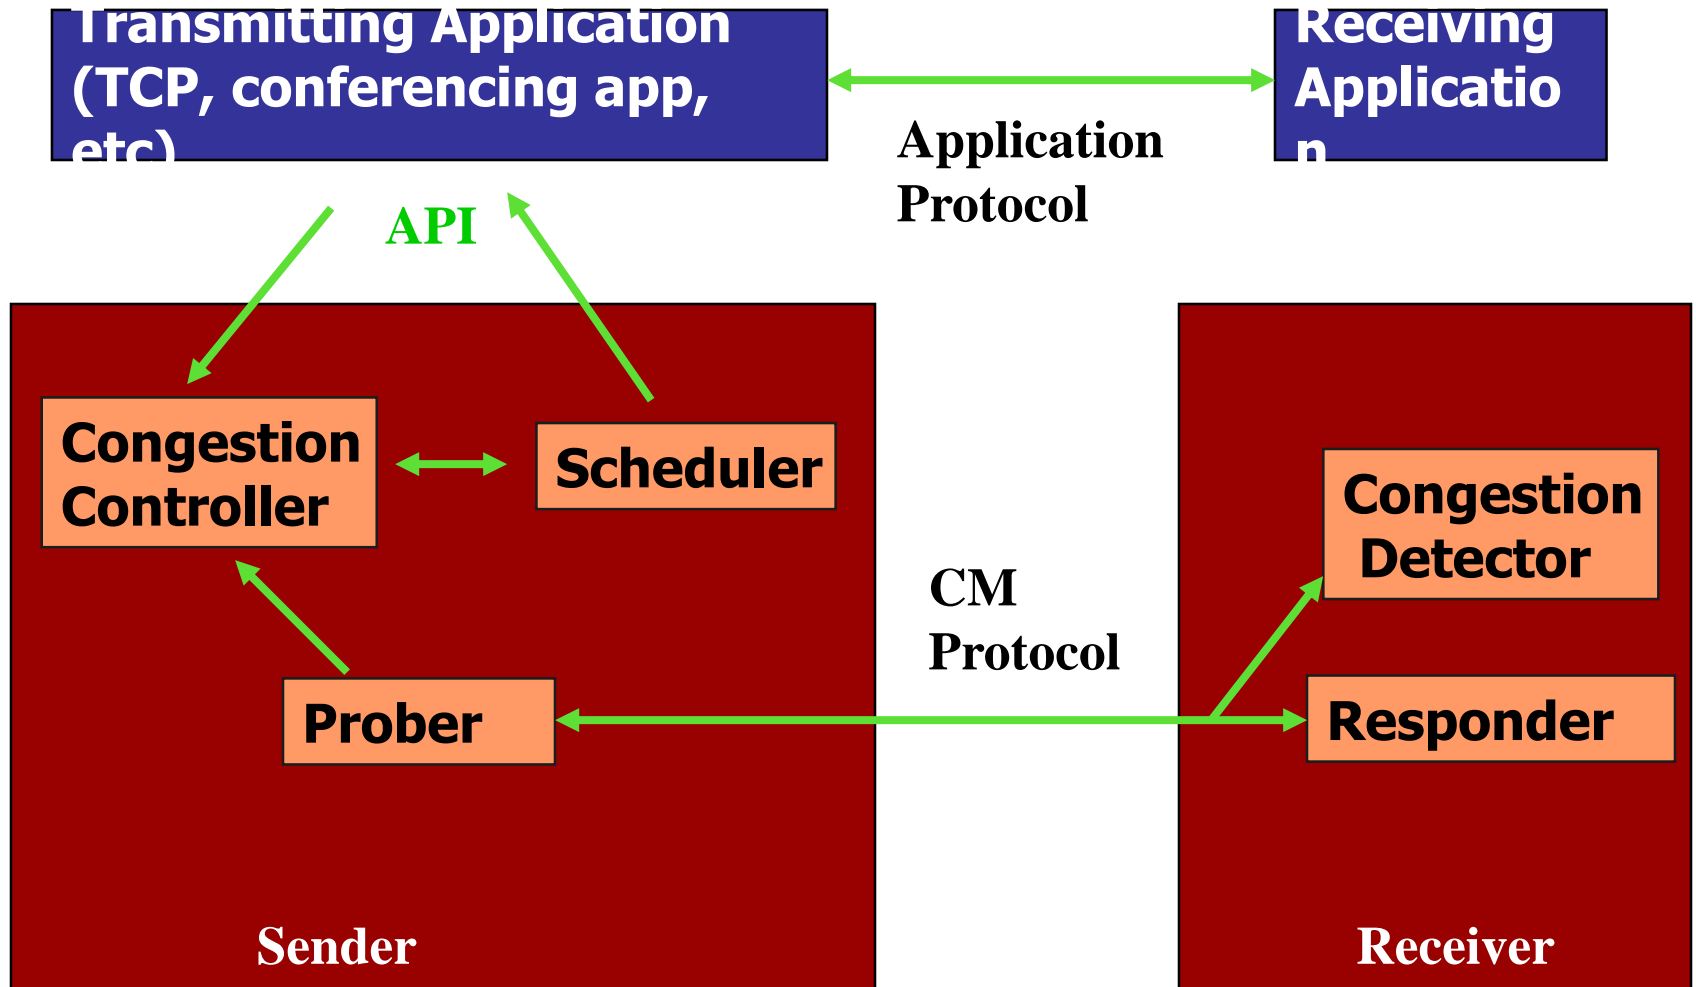 Transmitting Application
(TCP, conferencing app,
etc)
Receiving
Applicatio
n
Application
Protocol
API
Congestion
Controller
Scheduler
Congestion
Detector
CM
Protocol
Prober
Responder
Sender
Receiver